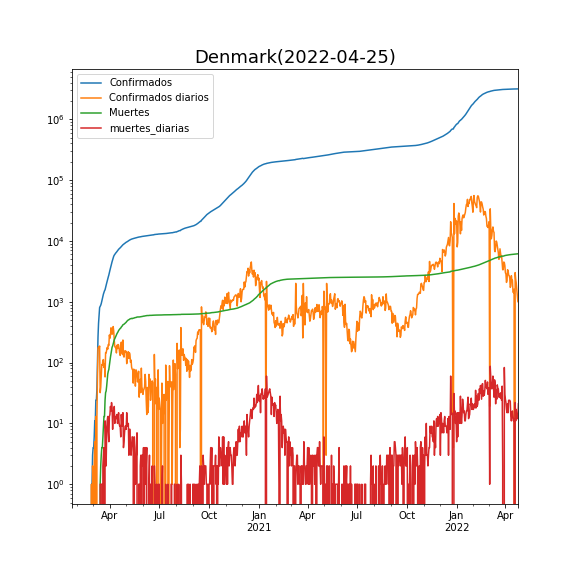 Denmark(2022-04-25)
Confirmados
Confirmados diarios
Muertes
muertes_diarias
10⁶
10⁵
10⁴
10³
10²
10¹
10⁰
Apr Jul Oct Jan Apr Jul Oct Jan Apr
2021 2022